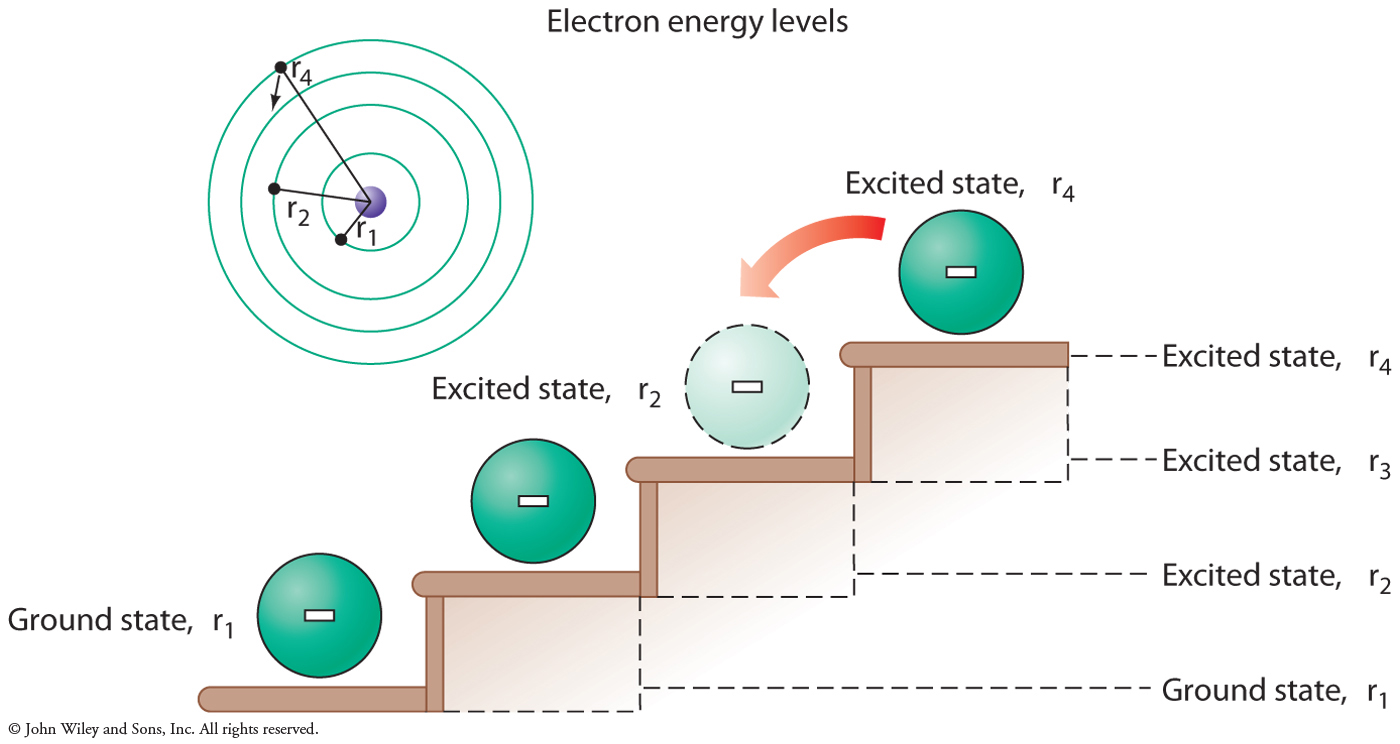 Electron energy levels
r4
r2
r1
Excited state, r4
Excited state, r4
Excited state, r2
Excited state, r3
Excited state, r2
Ground state, r1
Ground state, r1
© John Wiley and Sons, Inc. All rights reserved.